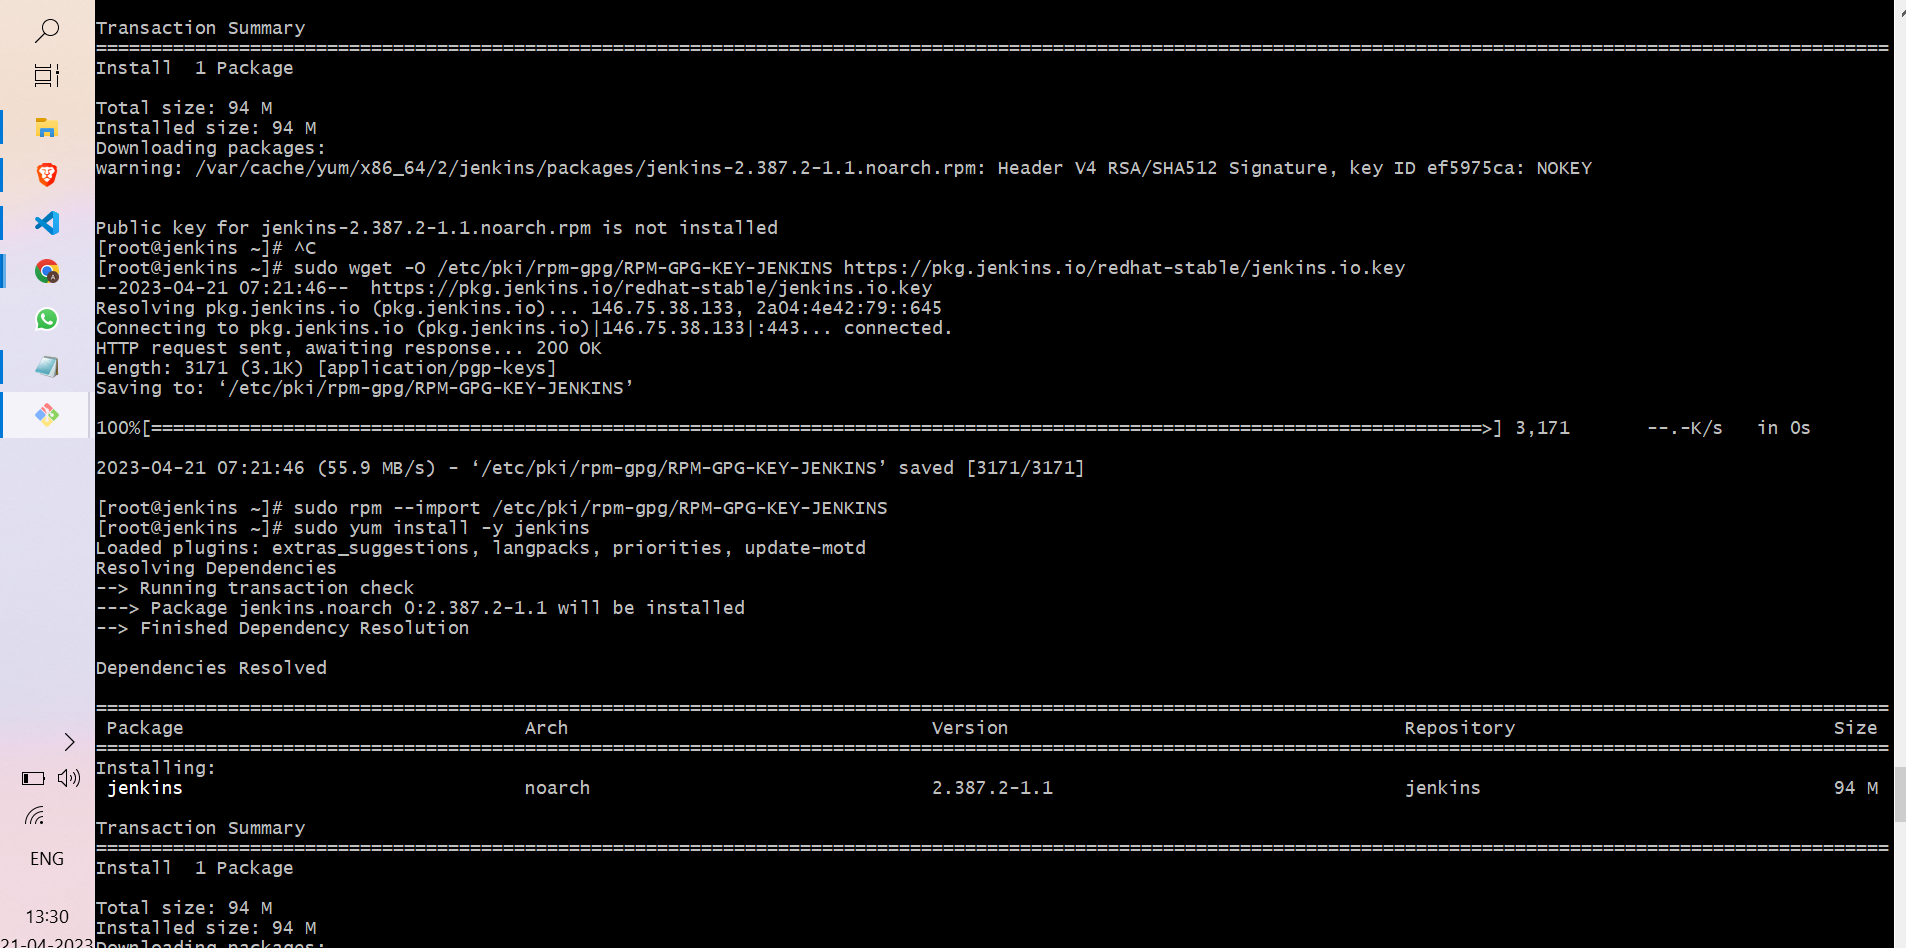 Transaction Summary
================================================================================
Install  1 Package
Total size: 94 M
Installed size: 94 M
Downloading packages:
warning: /var/cache/yum/x86_64/2/jenkins/packages/jenkins-2.387.2-1.1.noarch.rpm: Header V4 RSA/SHA512 Signature, key ID ef5975ca: NOKEY
Public key for jenkins-2.387.2-1.1.noarch.rpm is not installed
[root@jenkins ~]# ^C
[root@jenkins ~]# sudo wget -O /etc/pki/rpm-gpg/RPM-GPG-KEY-JENKINS https://pkg.jenkins.io/redhat-stable/jenkins.io.key
--2023-04-21 07:21:46--  https://pkg.jenkins.io/redhat-stable/jenkins.io.key
Resolving pkg.jenkins.io (pkg.jenkins.io)... 146.75.38.133, 2a04:4e42:79::645
Connecting to pkg.jenkins.io (pkg.jenkins.io)|146.75.38.133|:443... connected.
HTTP request sent, awaiting response... 200 OK
Length: 3171 (3.1K) [application/pgp-keys]
Saving to: ‘/etc/pki/rpm-gpg/RPM-GPG-KEY-JENKINS’
100%[================================================================================>] 3,171       --.-K/s   in 0s
2023-04-21 07:21:46 (55.9 MB/s) - ‘/etc/pki/rpm-gpg/RPM-GPG-KEY-JENKINS’ saved [3171/3171]
[root@jenkins ~]# sudo rpm --import /etc/pki/rpm-gpg/RPM-GPG-KEY-JENKINS
[root@jenkins ~]# sudo yum install -y jenkins
Loaded plugins: extras_suggestions, langpacks, priorities, update-motd
Resolving Dependencies
--> Running transaction check
---> Package jenkins.noarch 0:2.387.2-1.1 will be installed
--> Finished Dependency Resolution
Dependencies Resolved
================================================================================
Package Arch Version Repository Size
================================================================================
Installing:
jenkins noarch 2.387.2-1.1 jenkins 94 M
Transaction Summary
================================================================================
Install  1 Package
Total size: 94 M
Installed size: 94 M
Downloading packages:
ENG
13:30
21-04-2023